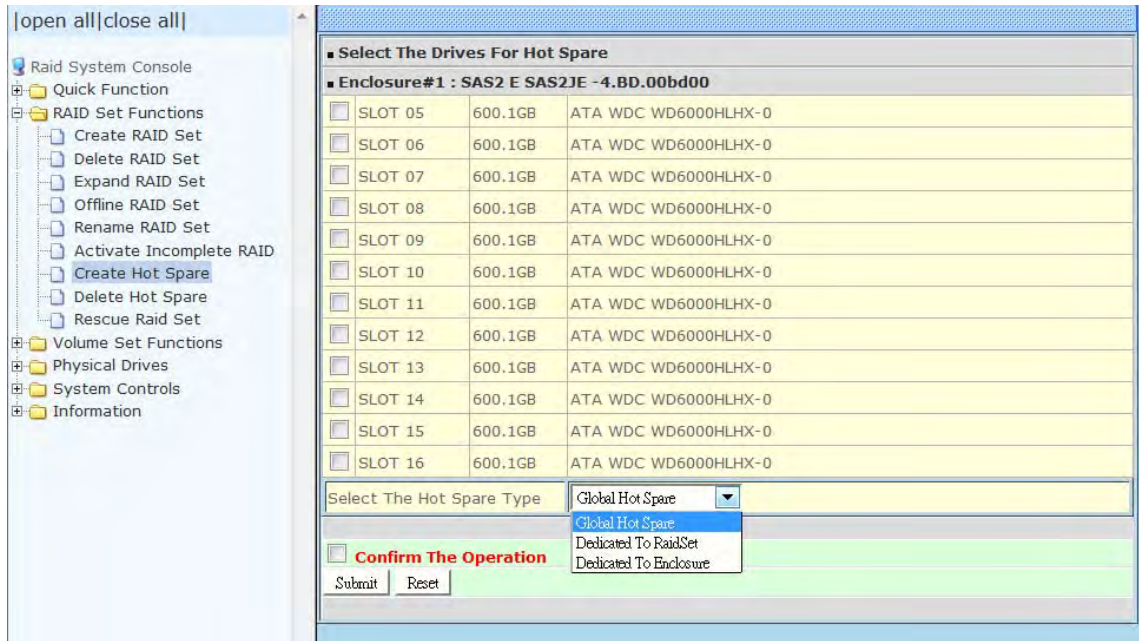 |open all|close all|
Raid System Console
Quick Function
RAID Set Functions
Create RAID Set
Delete RAID Set
Expand RAID Set
Offline RAID Set
Rename RAID Set
Activate Incomplete RAID
Create Hot Spare
Delete Hot Spare
Rescue Raid Set
Volume Set Functions
Physical Drives
System Controls
Information
Select The Drives For Hot Spare
Enclosure#1 : SAS2 E SAS2JE -4.BD.00bd00
SLOT 05 600.1GB ATA WDC WD6000HLHX-0
SLOT 06 600.1GB ATA WDC WD6000HLHX-0
SLOT 07 600.1GB ATA WDC WD6000HLHX-0
SLOT 08 600.1GB ATA WDC WD6000HLHX-0
SLOT 09 600.1GB ATA WDC WD6000HLHX-0
SLOT 10 600.1GB ATA WDC WD6000HLHX-0
SLOT 11 600.1GB ATA WDC WD6000HLHX-0
SLOT 12 600.1GB ATA WDC WD6000HLHX-0
SLOT 13 600.1GB ATA WDC WD6000HLHX-0
SLOT 14 600.1GB ATA WDC WD6000HLHX-0
SLOT 15 600.1GB ATA WDC WD6000HLHX-0
SLOT 16 600.1GB ATA WDC WD6000HLHX-0
Select The Hot Spare Type Global Hot Spare
Global Hot Spare
Dedicated To RaidSet
Dedicated To Enclosure
Confirm The Operation
Submit Reset